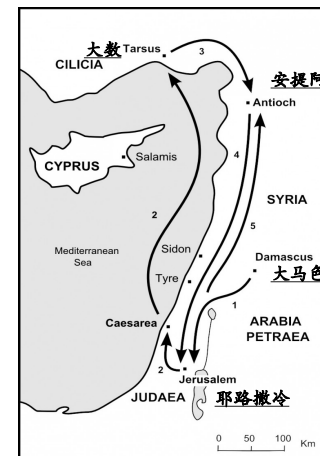 大数 Tarsus
3
CILICIA
安提阿
Antioch
4
CYPRUS
Salamis
SYRIA
2
5
Mediterranean
Sea
Sidon
Damascus
大马色
Tyre
1
Caesarea
ARABIA
PETRAEA
2
Jerusalem
JUDAEA
耶路撒冷
0 50 100
Km